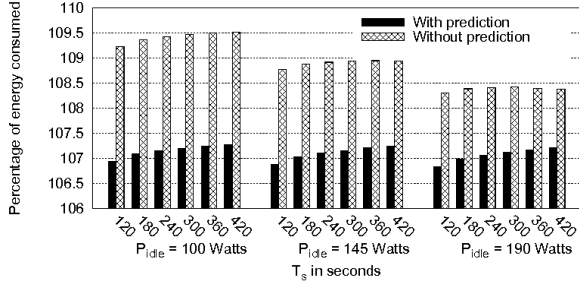 Percentage of energy consumed
110
109.5
109
108.5
108
107.5
107
106.5
106
With prediction
Without prediction
120 180 240 300 360 420 120 180 240 300 360 420 120 180 240 300 360 420
P_idle = 100 Watts P_idle = 145 Watts P_idle = 190 Watts
T_s in seconds